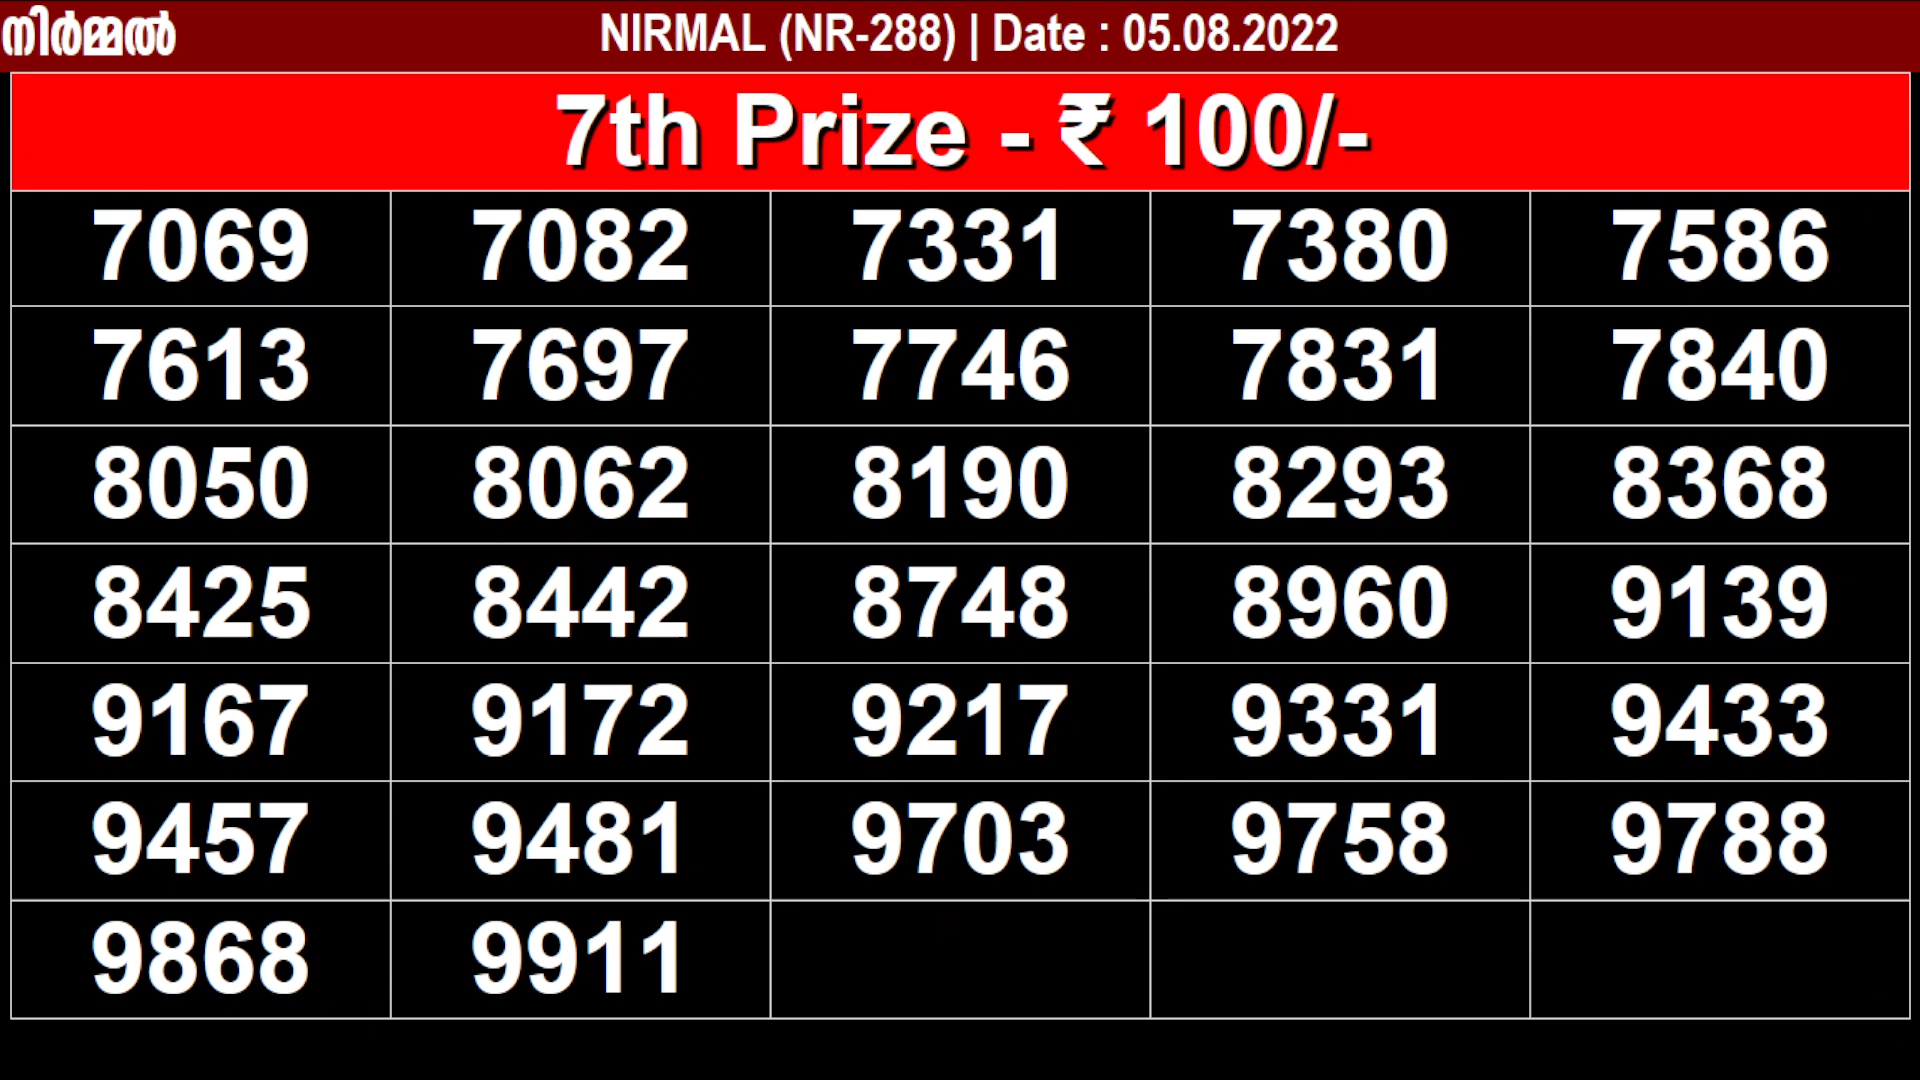 നിർമ്മൽ NIRMAL (NR-288) | Date : 05.08.2022
7th Prize - ₹ 100/-
7069 7082 7331 7380 7586
7613 7697 7746 7831 7840
8050 8062 8190 8293 8368
8425 8442 8748 8960 9139
9167 9172 9217 9331 9433
9457 9481 9703 9758 9788
9868 9911